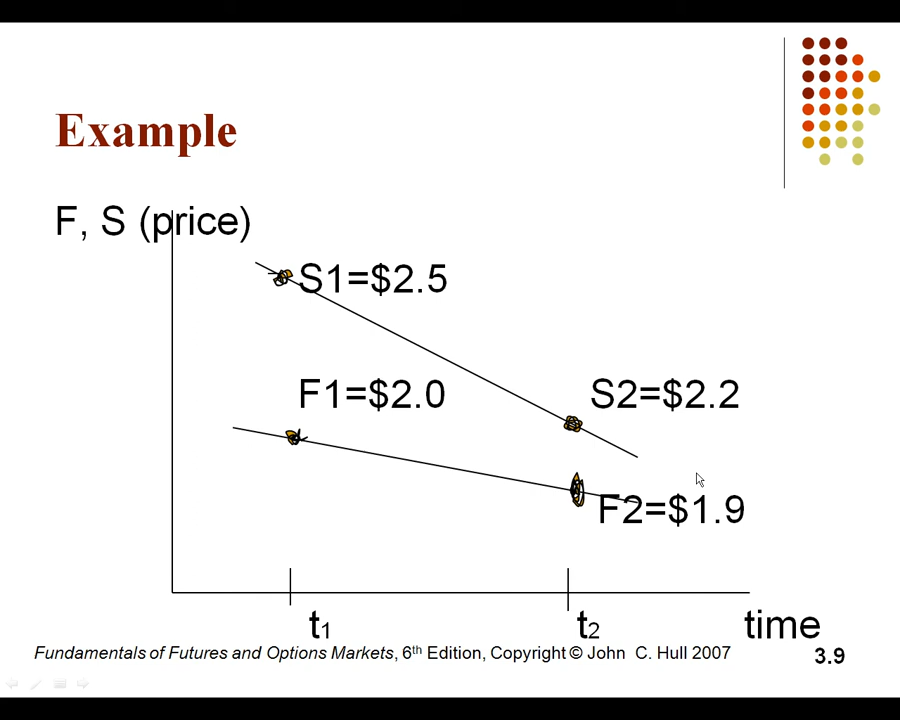 Example
F, S (price)
S1=$2.5
F1=$2.0
S2=$2.2
F2=$1.9
t1
t2
time
Fundamentals of Futures and Options Markets, 6th Edition, Copyright © John C. Hull 2007
3.9